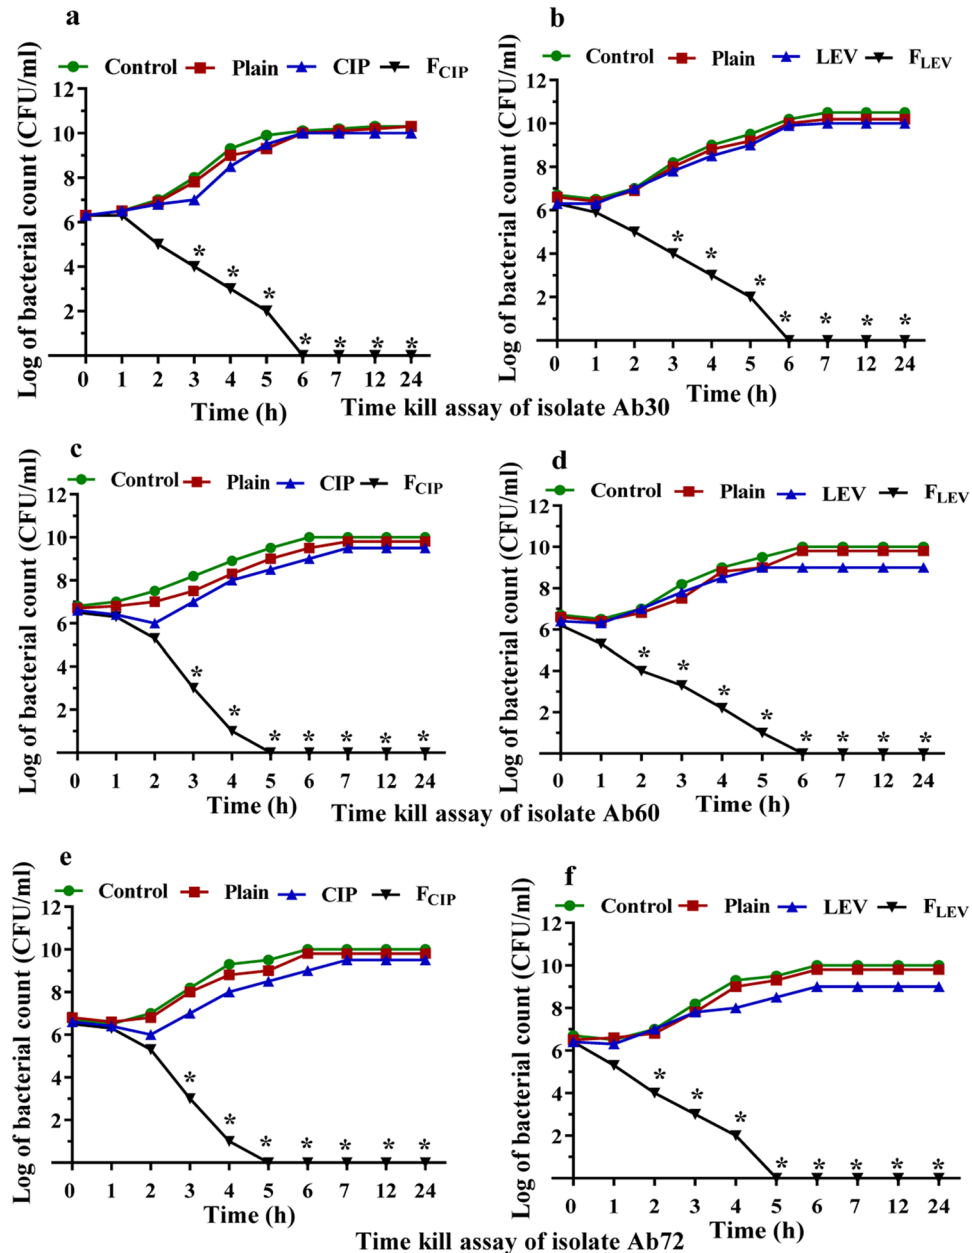 a
Control Plain CIP FCIP
Log of bacterial count (CFU/ml)
12
10
8
6
4
2
* * * * * * *
0 1 2 3 4 5 6 7 12 24
Time (h)
b
Control Plain LEV FLEV
Log of bacterial count (CFU/ml)
12
10
8
6
4
2
* * * * * * *
0 1 2 3 4 5 6 7 12 24
Time (h)
Time kill assay of isolate Ab30
c
Control Plain CIP FCIP
Log of bacterial count (CFU/ml)
12
10
8
6
4
2
* * * * * * *
0 1 2 3 4 5 6 7 12 24
Time (h)
d
Control Plain LEV FLEV
Log of bacterial count (CFU/ml)
12
10
8
6
4
2
* * * * * * * *
0 1 2 3 4 5 6 7 12 24
Time (h)
Time kill assay of isolate Ab60
e
Control Plain CIP FCIP
Log of bacterial count (CFU/ml)
12
10
8
6
4
2
* * * * * * *
0 1 2 3 4 5 6 7 12 24
Time (h)
f
Control Plain LEV FLEV
Log of bacterial count (CFU/ml)
12
10
8
6
4
2
* * * * * * * *
0 1 2 3 4 5 6 7 12 24
Time (h)
Time kill assay of isolate Ab72